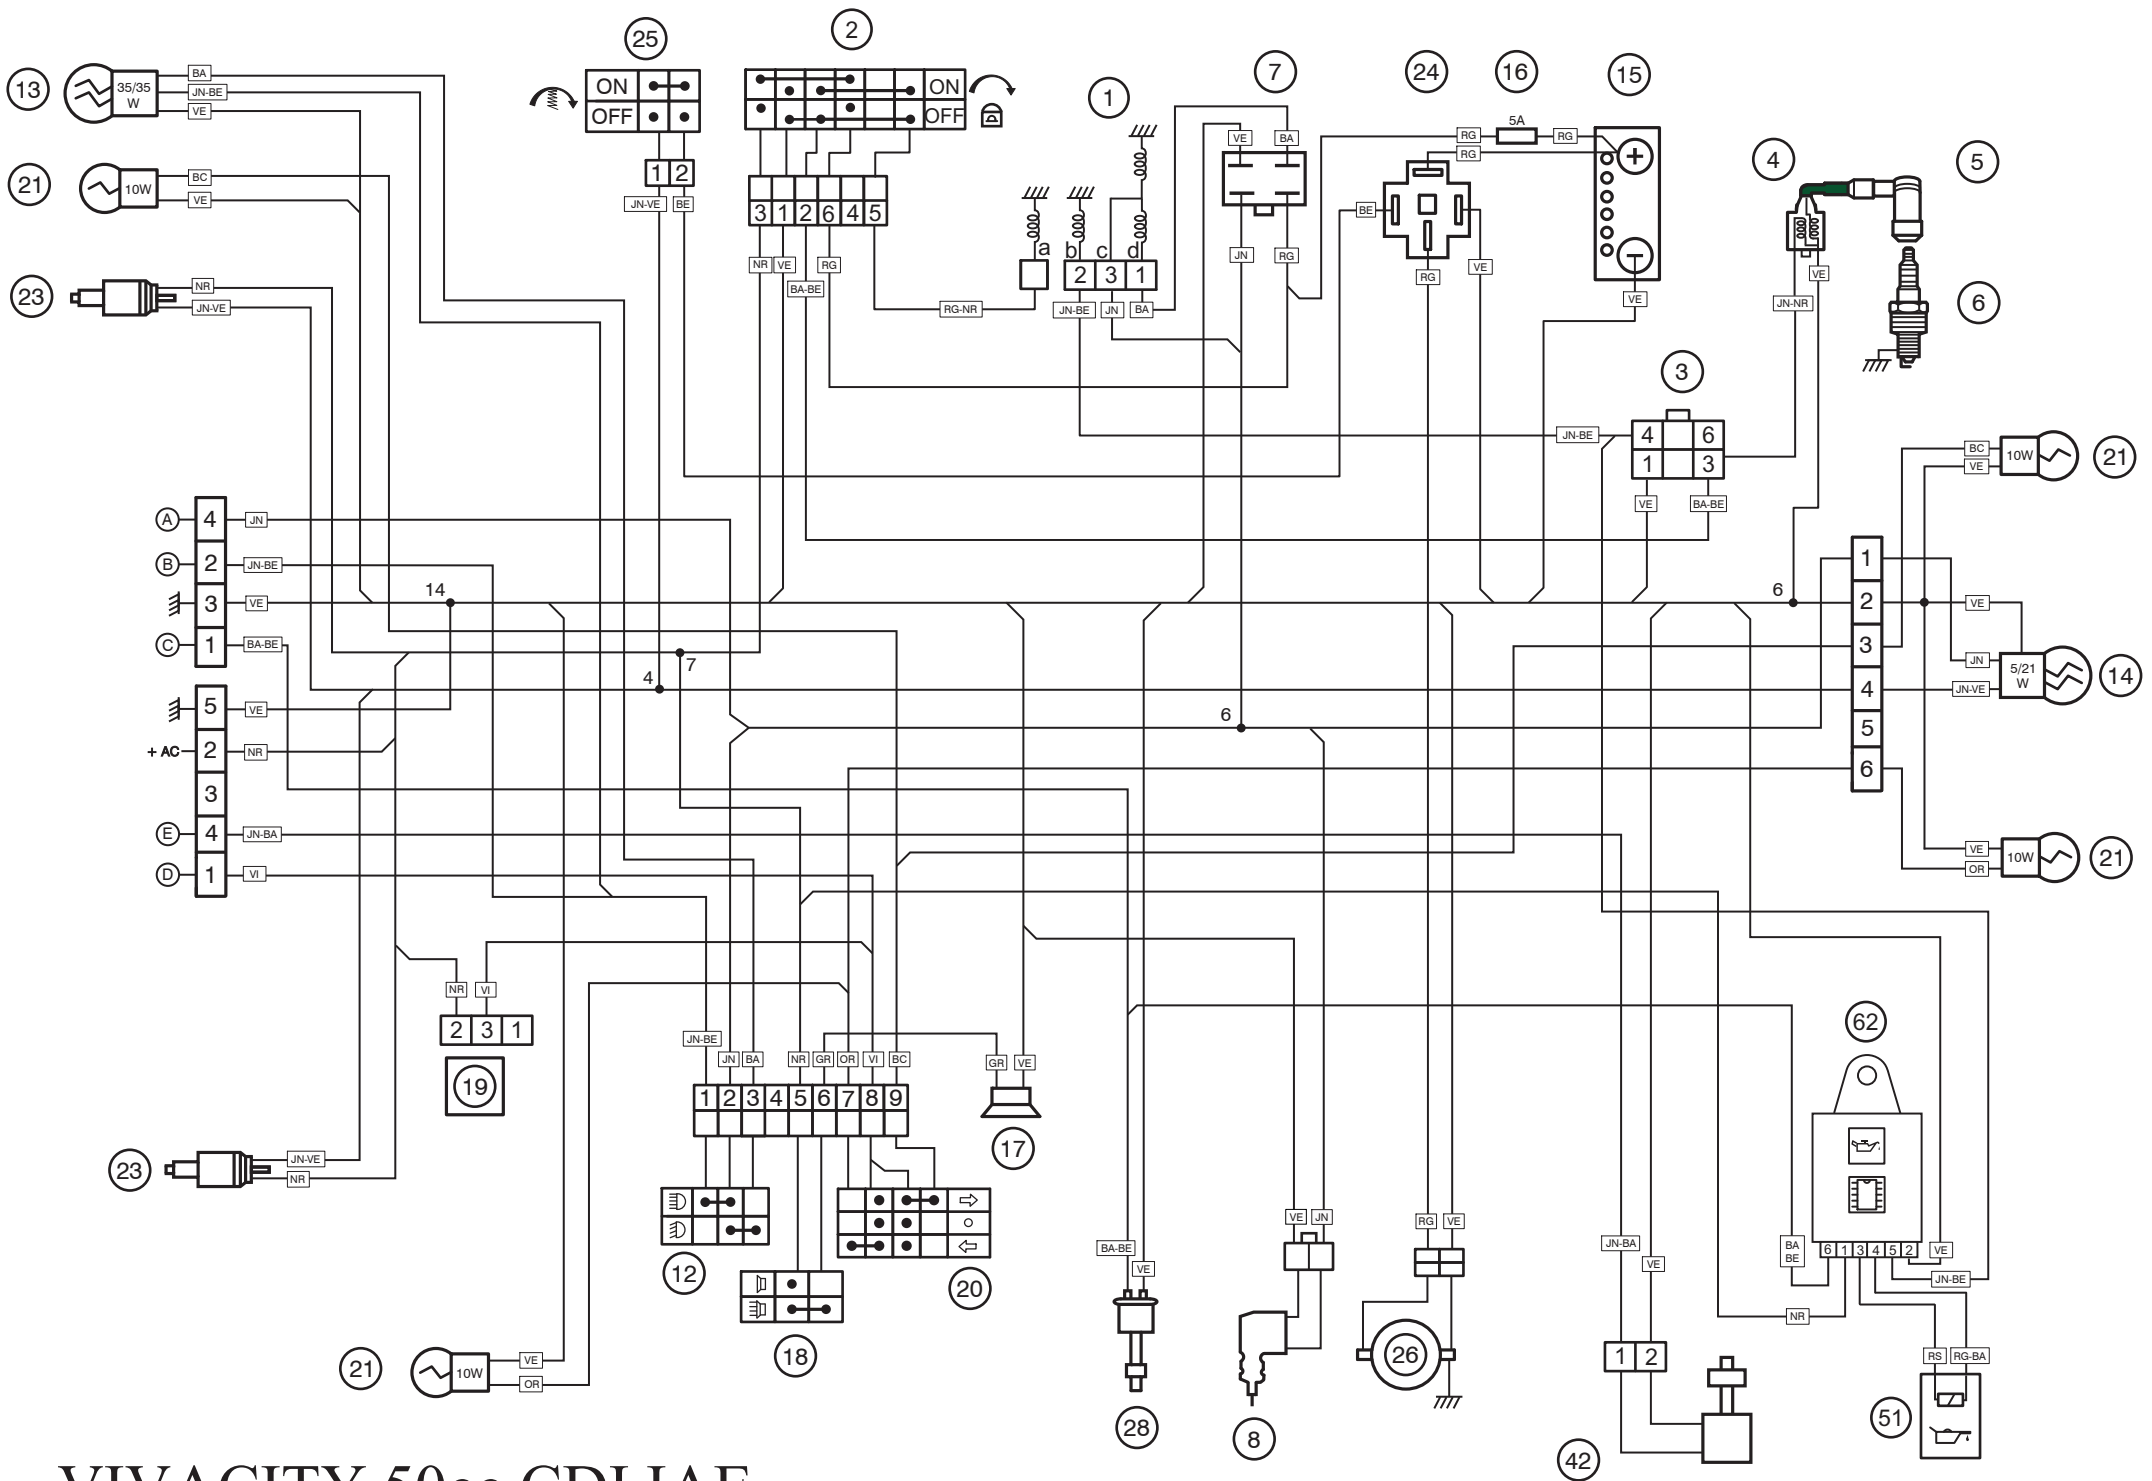 25
2
7
24
16
15
1
4
5
13
35/35
W
BA
JN-BE
VE
ON
OFF
ON
OFF
5A
RG
RG
RG
VE
BA
21
10W
BC
VE
1 2
JN-VE
BE
3 1 2 6 4 5
BE
a
b
c
d
JN
RG
VE
RG
VE
6
NR
VE
RG
BA-BE
2 3 1
23
NR
JN-VE
RG-NR
JN-BE
JN
BA
VE
JN-NR
3
JN-BE
4 6
1 3
BC
VE
10W
21
VE
BA-BE
A
4
JN
B
2
JN-BE
1
14
6
3
VE
2
VE
C
1
BA-BE
3
7
JN
5/21
W
14
4
4
JN-VE
5
VE
6
5
+ AC
2
NR
6
3
E
4
JN-BA
VE
10W
21
OR
D
1
VI
NR
VI
2 3 1
19
62
JN-BE
JN
BA
NR
GR
OR
VI
BC
GR
VE
1 2 3 4 5 6 7 8 9
17
23
JN-VE
NR
12
20
18
VE
JN
RG
VE
BA-BE
VE
JN-BA
VE
BA
BE
6 1 3 4 5 2
VE
JN-BE
NR
21
10W
VE
OR
26
1 2
RS
RG-BA
28
8
42
51
VIVACITY 50cc CDI IAE